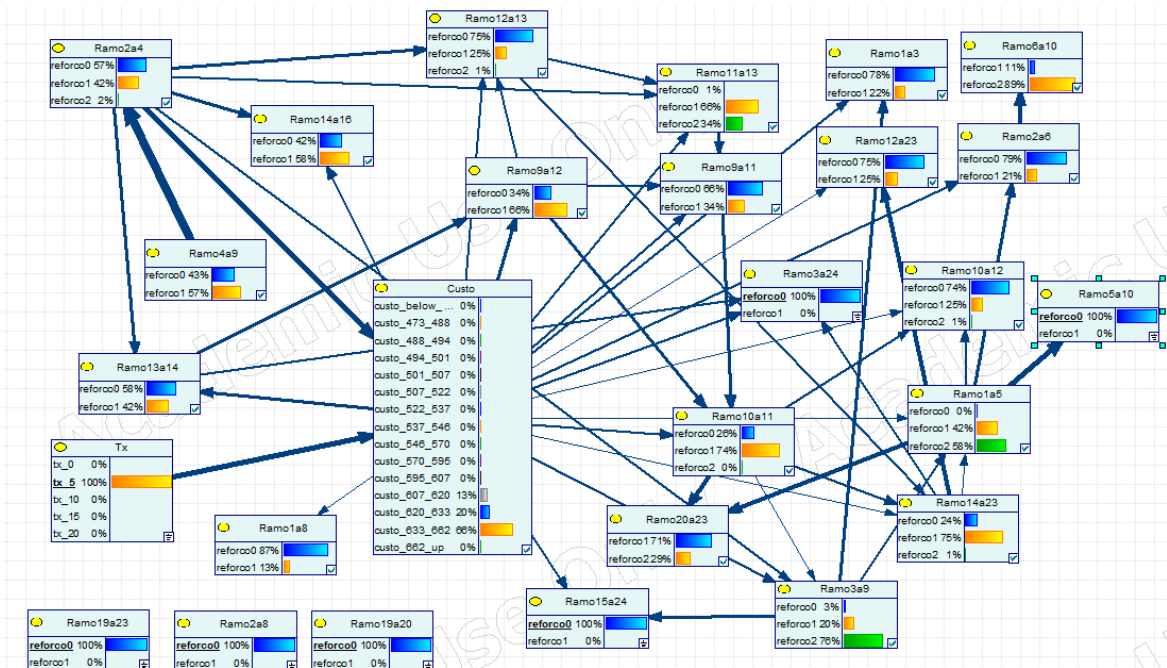 Ramo2a4
reforco0 57%
reforco1 42%
reforco2 2%
Ramo12a13
reforco0 75%
reforco1 25%
reforco2 1%
Ramo14a16
reforco0 42%
reforco1 58%
Ramo11a13
reforco0 1%
reforco1 66%
reforco2 34%
Ramo1a3
reforco0 78%
reforco1 22%
Ramo6a10
reforco1 11%
reforco2 89%
Ramo12a23
reforco0 75%
reforco1 25%
Ramo2a6
reforco0 79%
reforco1 21%
Ramo9a12
reforco0 34%
reforco1 66%
Ramo9a11
reforco0 66%
reforco1 34%
Ramo4a9
reforco0 43%
reforco1 57%
Custo
custo_below_... 0%
custo_473_488 0%
custo_488_494 0%
custo_494_501 0%
custo_501_507 0%
custo_507_522 0%
custo_522_537 0%
custo_537_546 0%
custo_546_570 0%
custo_570_595 0%
custo_595_607 0%
custo_607_620 13%
custo_620_633 20%
custo_633_662 66%
custo_662_up 0%
Ramo3a24
reforco0 100%
reforco1 0%
Ramo10a12
reforco0 74%
reforco1 25%
reforco2 1%
Ramo5a10
reforco0 100%
reforco1 0%
Ramo13a14
reforco0 58%
reforco1 42%
Tx
tx_0 0%
tx_5 100%
tx_10 0%
tx_15 0%
tx_20 0%
Ramo10a11
reforco0 26%
reforco1 74%
reforco2 0%
Ramo1a5
reforco0 0%
reforco1 42%
reforco2 58%
Ramo1a8
reforco0 87%
reforco1 13%
Ramo20a23
reforco1 71%
reforco2 29%
Ramo14a23
reforco0 24%
reforco1 75%
reforco2 1%
Ramo15a24
reforco0 100%
reforco1 0%
Ramo3a9
reforco0 3%
reforco1 20%
reforco2 76%
Ramo19a23
reforco0 100%
reforco1 0%
Ramo2a8
reforco0 100%
reforco1 0%
Ramo19a20
reforco0 100%
reforco1 0%
Academic Use Only